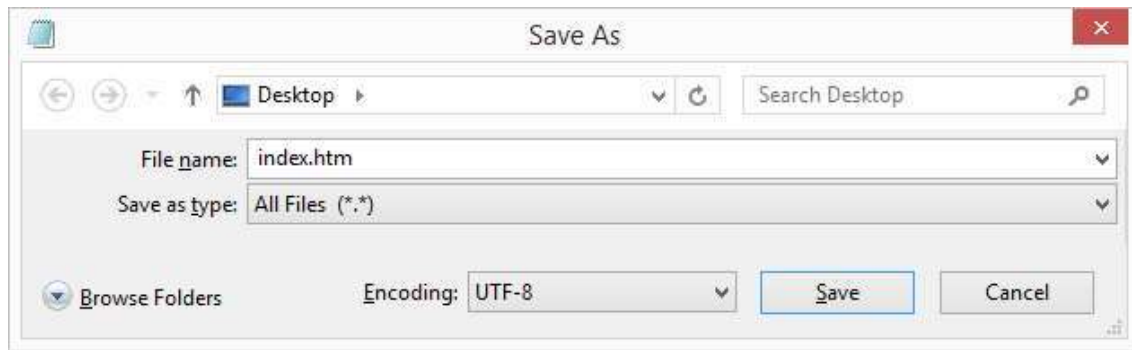 Save As
Desktop
Search Desktop
File name: index.htm
Save as type: All Files (*.*)
Browse Folders Encoding: UTF-8 Save Cancel